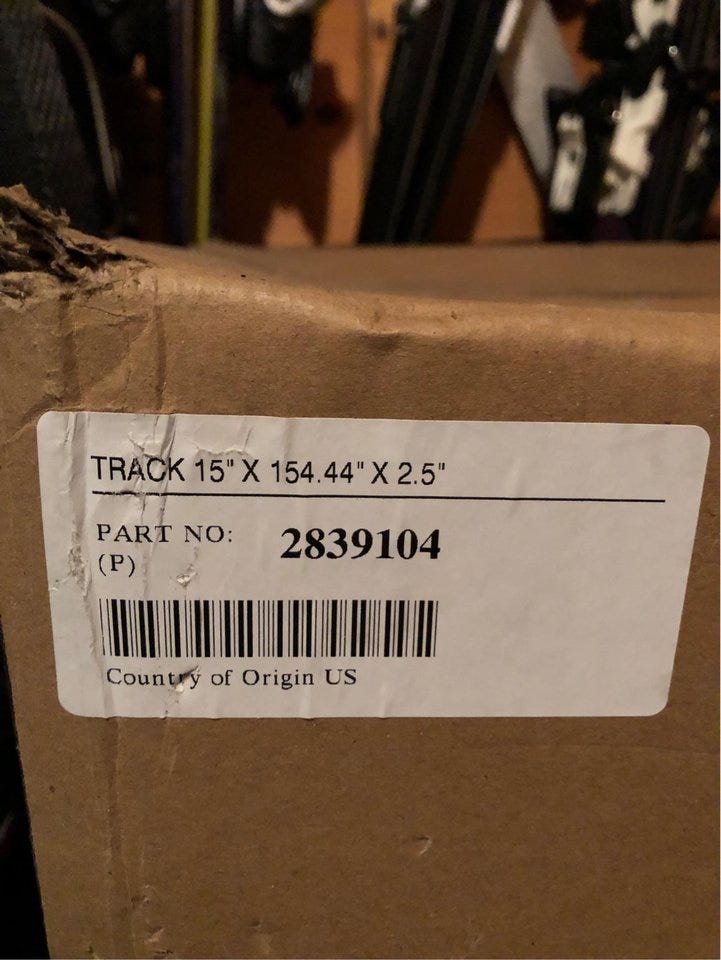 TRACK 15" X 154.44" X 2.5"
PART NO: 2839104
(P)
Country of Origin US